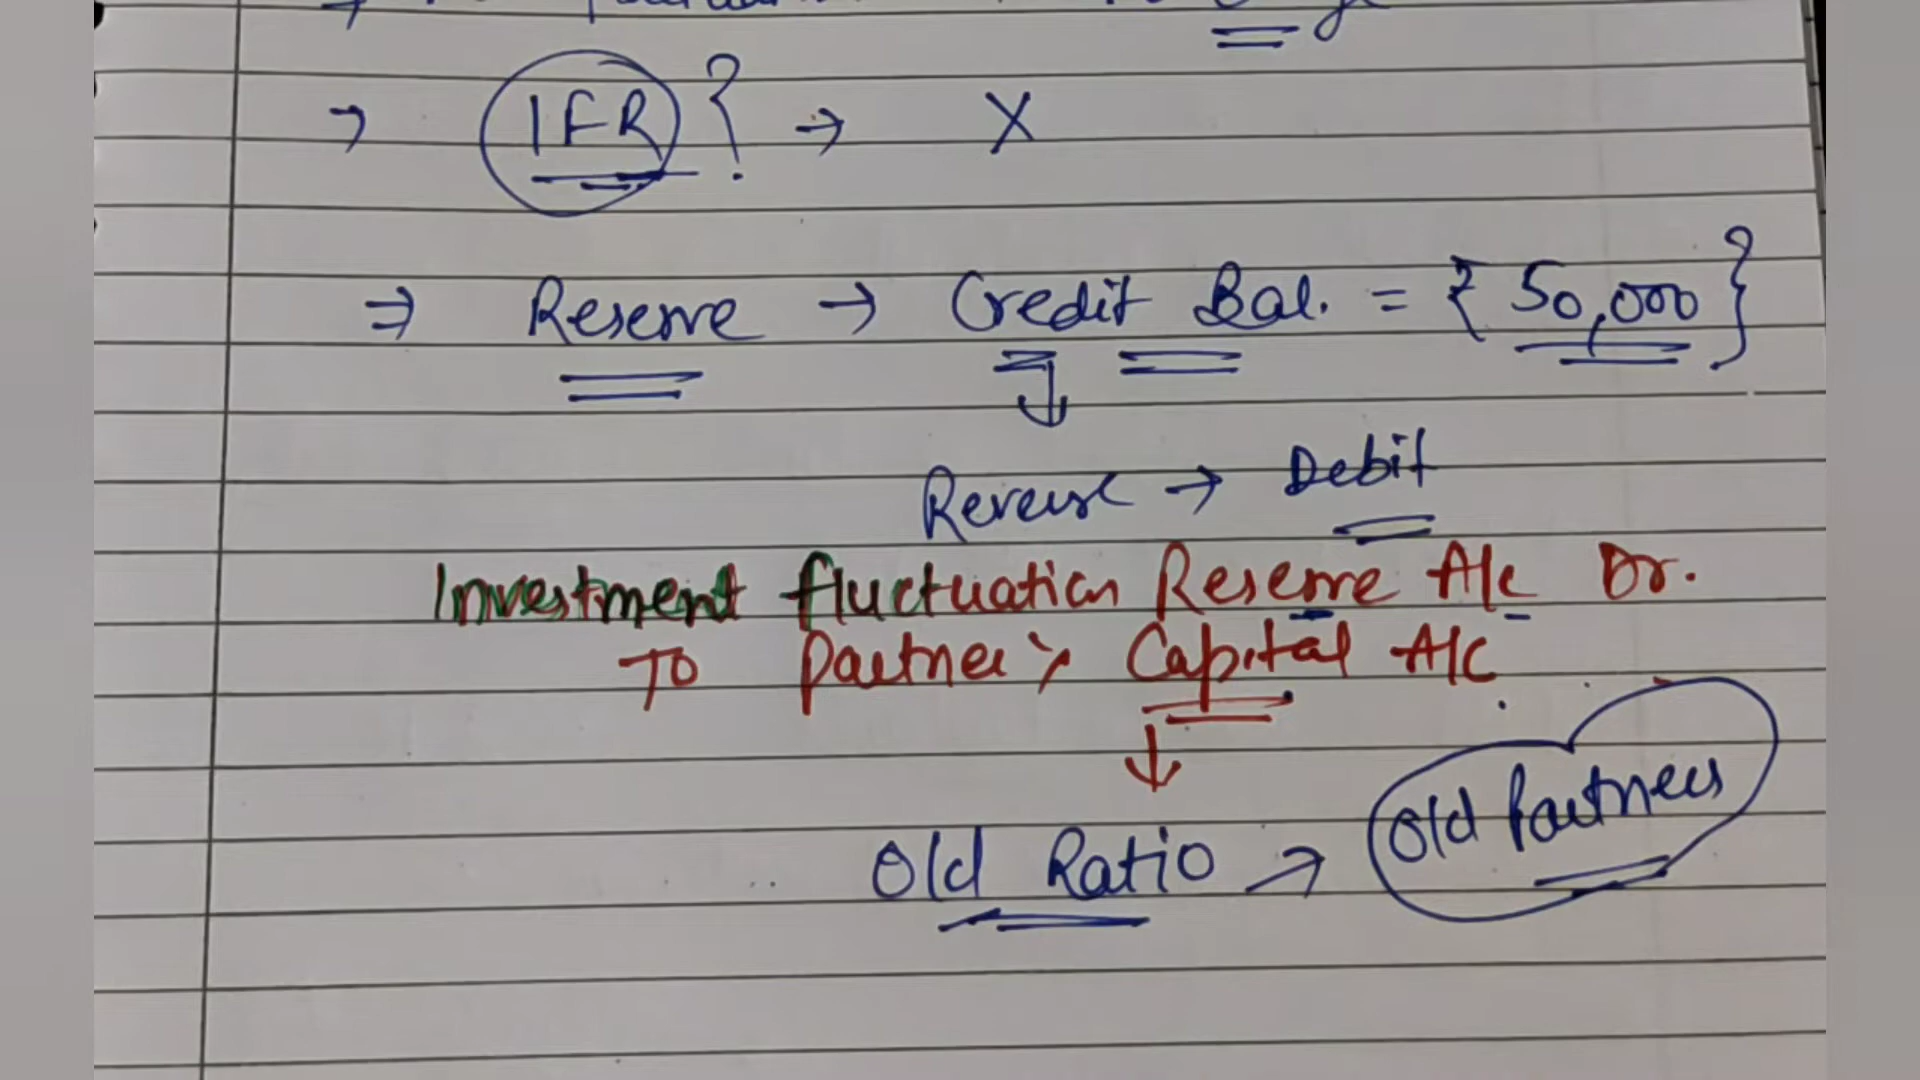 → IFR ? → X
⇒ Reserve → Credit Bal. = ₹ 50,000 }
Reverse → Debit
Investment fluctuation Reserve A/c Dr.
To Partner's Capital A/c
Old Ratio → Old Partners